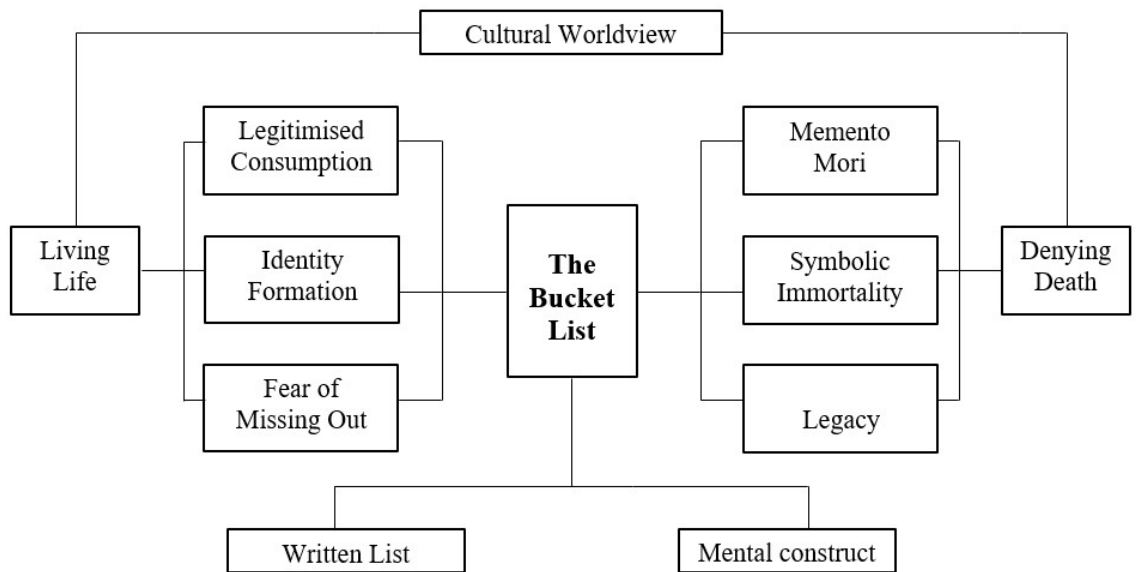 Cultural Worldview
Legitimised
Consumption
Memento
Mori
Living
Life
Identity
Formation
The
Bucket
List
Symbolic
Immortality
Denying
Death
Fear of
Missing Out
Legacy
Written List
Mental construct